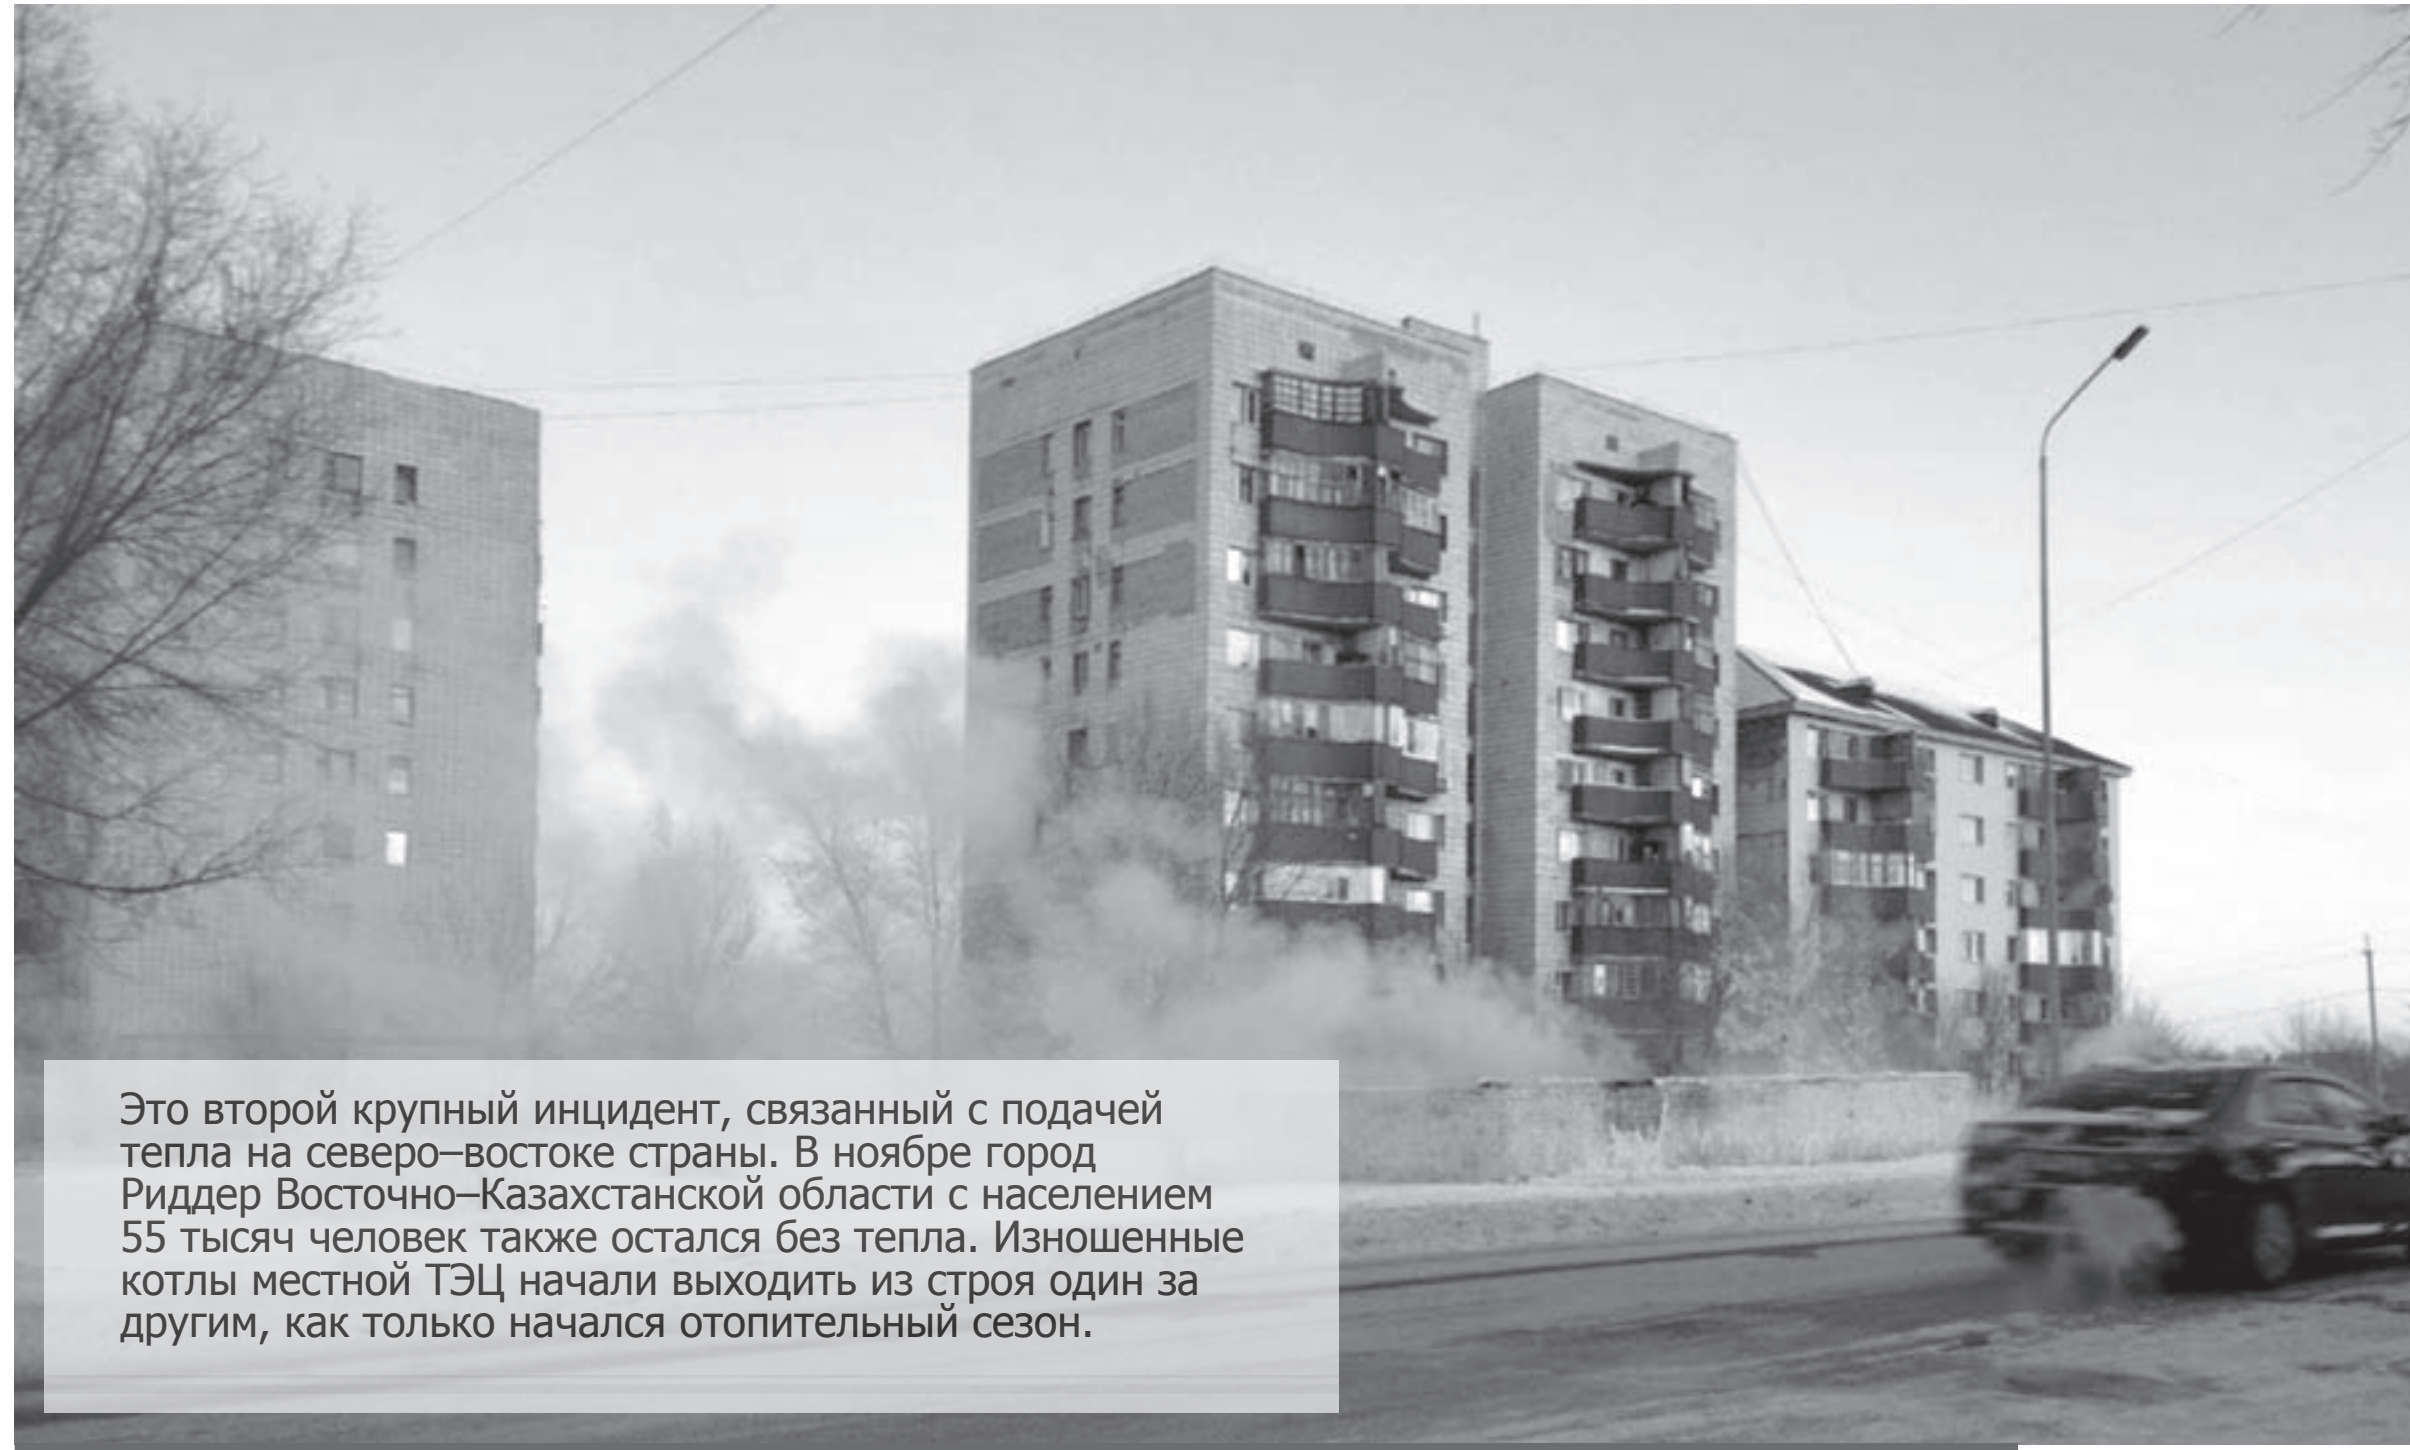 Это второй крупный инцидент, связанный с подачей
тепла на северо–востоке страны. В ноябре город
Риддер Восточно–Казахстанской области с населением
55 тысяч человек также остался без тепла. Изношенные
котлы местной ТЭЦ начали выходить из строя один за
другим, как только начался отопительный сезон.